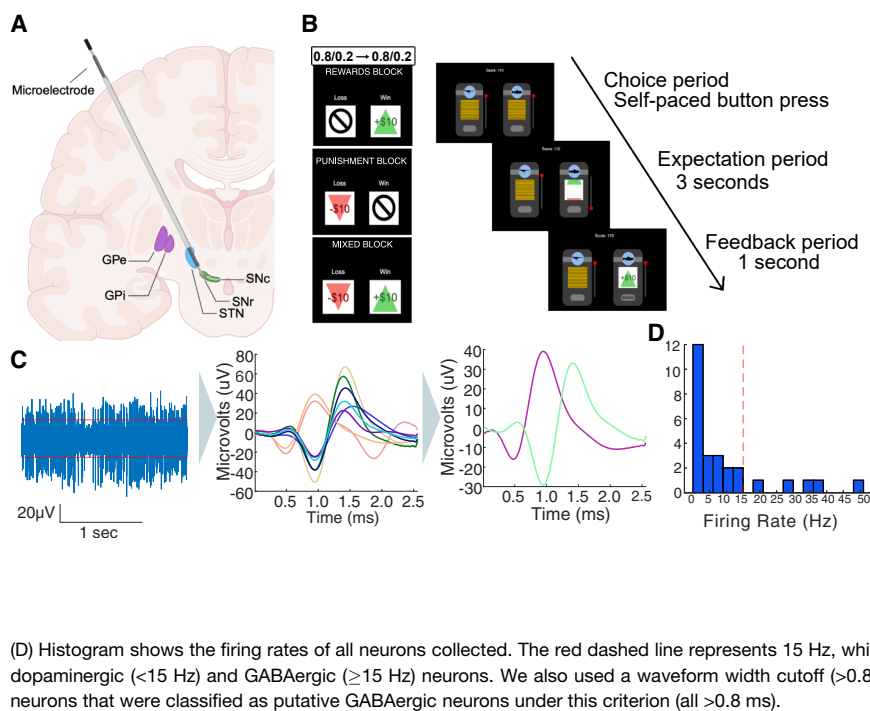 A
Microelectrode
GPe
GPi
SNc
SNr
STN
B
0.8/0.2 → 0.8/0.2
REWARDS BLOCK
Loss Win
+$10
PUNISHMENT BLOCK
Loss Win
-$10
MIXED BLOCK
Loss Win
-$10 +$10
Score: 110
Score: 110
Score: 110
+$10
Choice period
Self-paced button press
Expectation period
3 seconds
Feedback period
1 second
C
20μV
1 sec
Microvolts (uV)
80
60
40
20
0
-20
-40
-60
0.5 1.0 1.5 2.0 2.5
Time (ms)
Microvolts (uV)
40
30
20
10
0
-10
-20
-30
0.5 1.0 1.5 2.0 2.5
Time (ms)
D
12
10
8
6
4
2
0
0 5 10 15 20 25 30 35 40 45 50
Firing Rate (Hz)
(D) Histogram shows the firing rates of all neurons collected. The red dashed line represents 15 Hz, whi
dopaminergic (<15 Hz) and GABAergic (≥15 Hz) neurons. We also used a waveform width cutoff (>0.8
neurons that were classified as putative GABAergic neurons under this criterion (all >0.8 ms).